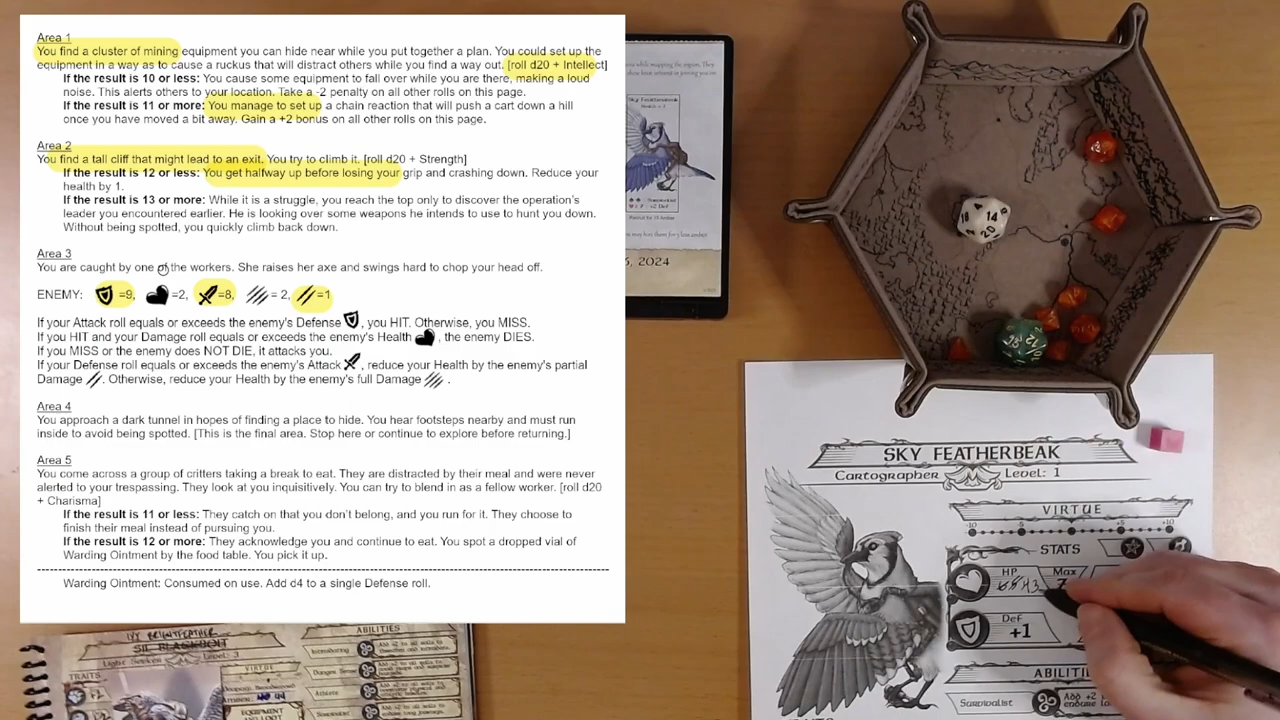 Area 1
You find a cluster of mining equipment you can hide near while you put together a plan. You could set up the
equipment in a way as to cause a ruckus that will distract others while you find a way out. [roll d20 + Intellect]
If the result is 10 or less: You cause some equipment to fall over while you are there, making a loud
noise. This alerts others to your location. Take a -2 penalty on all other rolls on this page.
If the result is 11 or more: You manage to set up a chain reaction that will push a cart down a hill
once you have moved a bit away. Gain a +2 bonus on all other rolls on this page.
Area 2
You find a tall cliff that might lead to an exit. You try to climb it. [roll d20 + Strength]
If the result is 12 or less: You get halfway up before losing your grip and crashing down. Reduce your
health by 1.
If the result is 13 or more: While it is a struggle, you reach the top only to discover the operation's
leader you encountered earlier. He is looking over some weapons he intends to use to hunt you down.
Without being spotted, you quickly climb back down.
Area 3
You are caught by one of the workers. She raises her axe and swings hard to chop your head off.
ENEMY: =9, =2, =8, = 2, =1
If your Attack roll equals or exceeds the enemy's Defense , you HIT. Otherwise, you MISS.
If you HIT and your Damage roll equals or exceeds the enemy's Health , the enemy DIES.
If you MISS or the enemy does NOT DIE, it attacks you.
If your Defense roll equals or exceeds the enemy's Attack , reduce your Health by the enemy's partial
Damage . Otherwise, reduce your Health by the enemy's full Damage .
Area 4
You approach a dark tunnel in hopes of finding a place to hide. You hear footsteps nearby and must run
inside to avoid being spotted. [This is the final area. Stop here or continue to explore before returning.]
Area 5
You come across a group of critters taking a break to eat. They are distracted by their meal and were never
alerted to your trespassing. They look at you inquisitively. You can try to blend in as a fellow worker. [roll d20
+ Charisma]
If the result is 11 or less: They catch on that you don't belong, and you run for it. They choose to
finish their meal instead of pursuing you.
If the result is 12 or more: They acknowledge you and continue to eat. You spot a dropped vial of
Warding Ointment by the food table. You pick it up.
Warding Ointment: Consumed on use. Add d4 to a single Defense roll.
Sky Featherbeak
, 2024
14
20
SKY FEATHERBEAK
Cartographer Level: 1
VIRTUE
-10 -5 +5 +10
STATS
HP Max
Def
+1
ABILITI
Survivalist Add +2
IVY BRIGHTFEATHER
SIL BLACKBOLT
Level: 3
TRAITS
VIRTUE
ABILITIES
Introverting
Danger Sense
Athlete